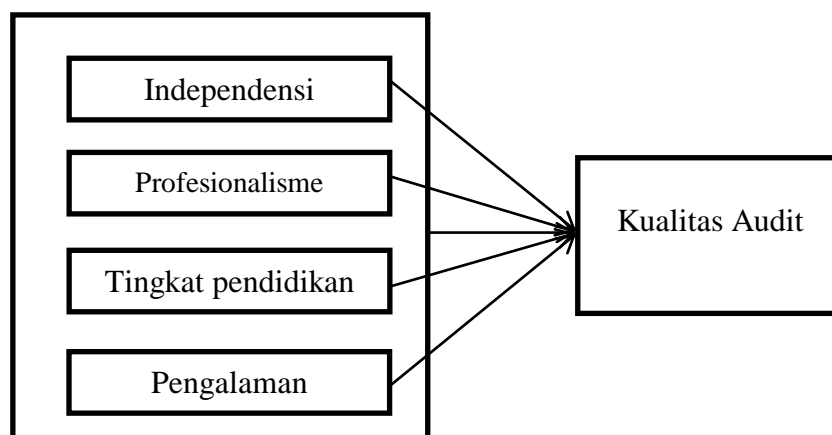 Independensi
Profesionalisme
Kualitas Audit
Tingkat pendidikan
Pengalaman